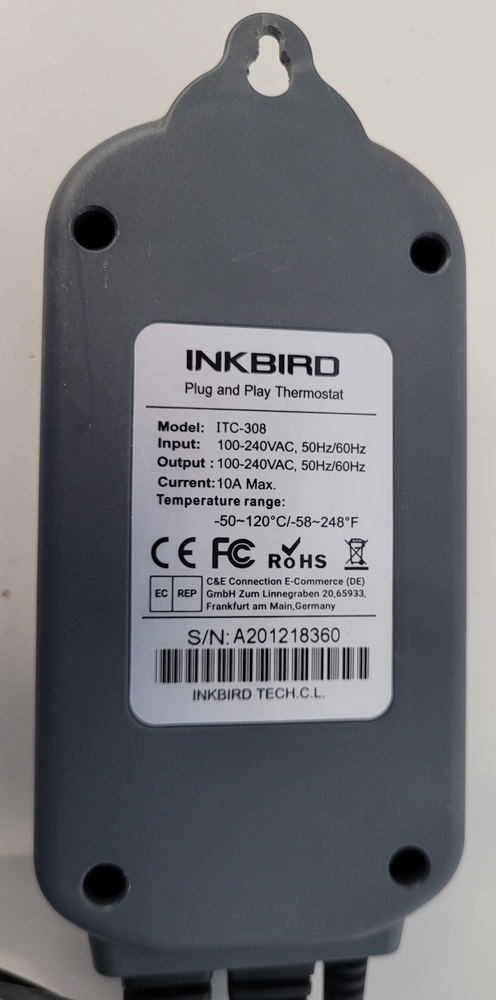 INKBIRD
Plug and Play Thermostat
Model: ITC-308
Input: 100-240VAC, 50Hz/60Hz
Output : 100-240VAC, 50Hz/60Hz
Current: 10A Max.
Temperature range:
-50~120°C/-58~248°F
CE FC RoHS
EC REP
C&E Connection E-Commerce (DE)
GmbH Zum Linnegraben 20,65933,
Frankfurt am Main,Germany
S/N: A201218360
INKBIRD TECH.C.L.